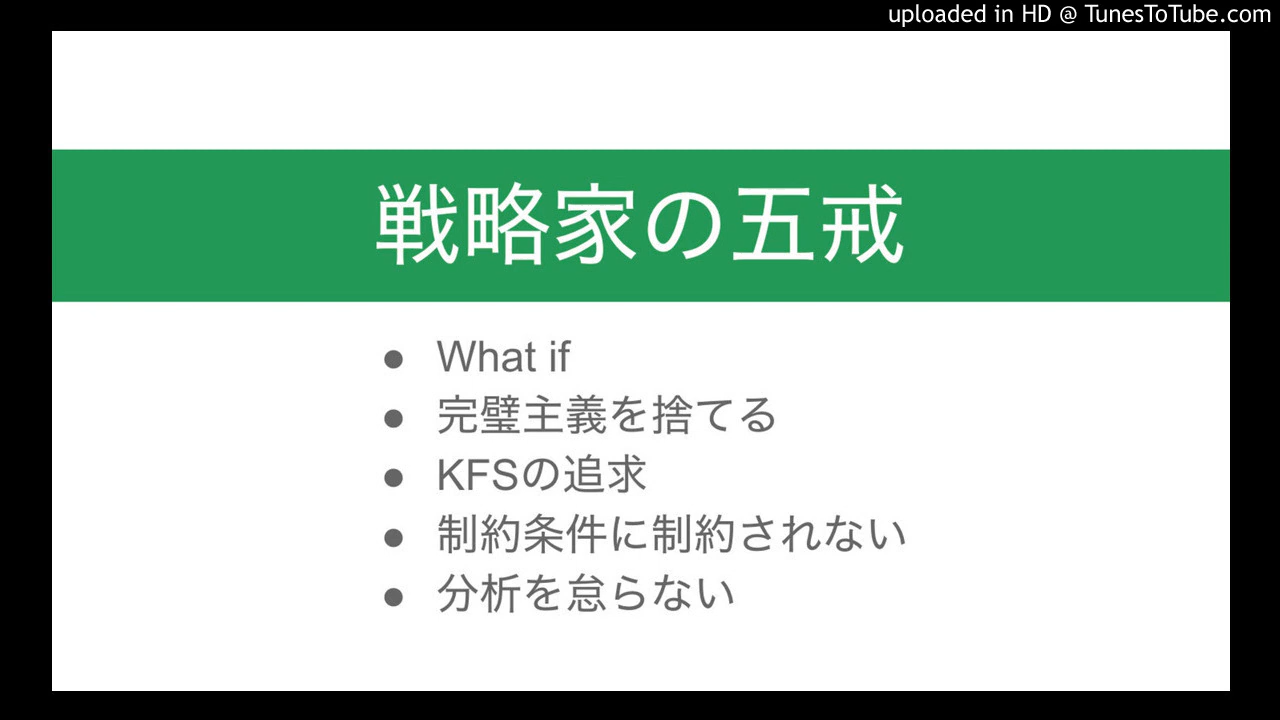 uploaded in HD @ TunesToTube.com
戦略家の五戒
● What if
● 完璧主義を捨てる
● KFSの追求
● 制約条件に制約されない
● 分析を怠らない